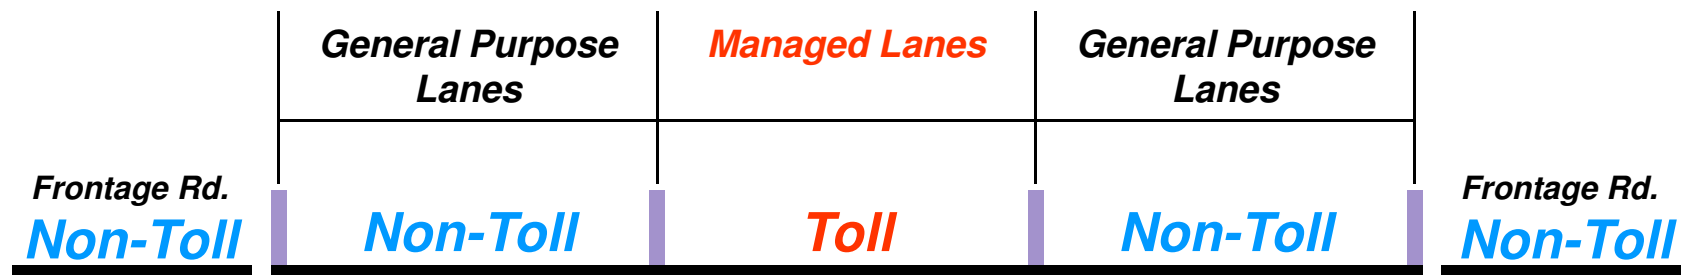 General Purpose
Lanes
Managed Lanes
General Purpose
Lanes
Frontage Rd.
Non-Toll
Non-Toll
Toll
Non-Toll
Frontage Rd.
Non-Toll